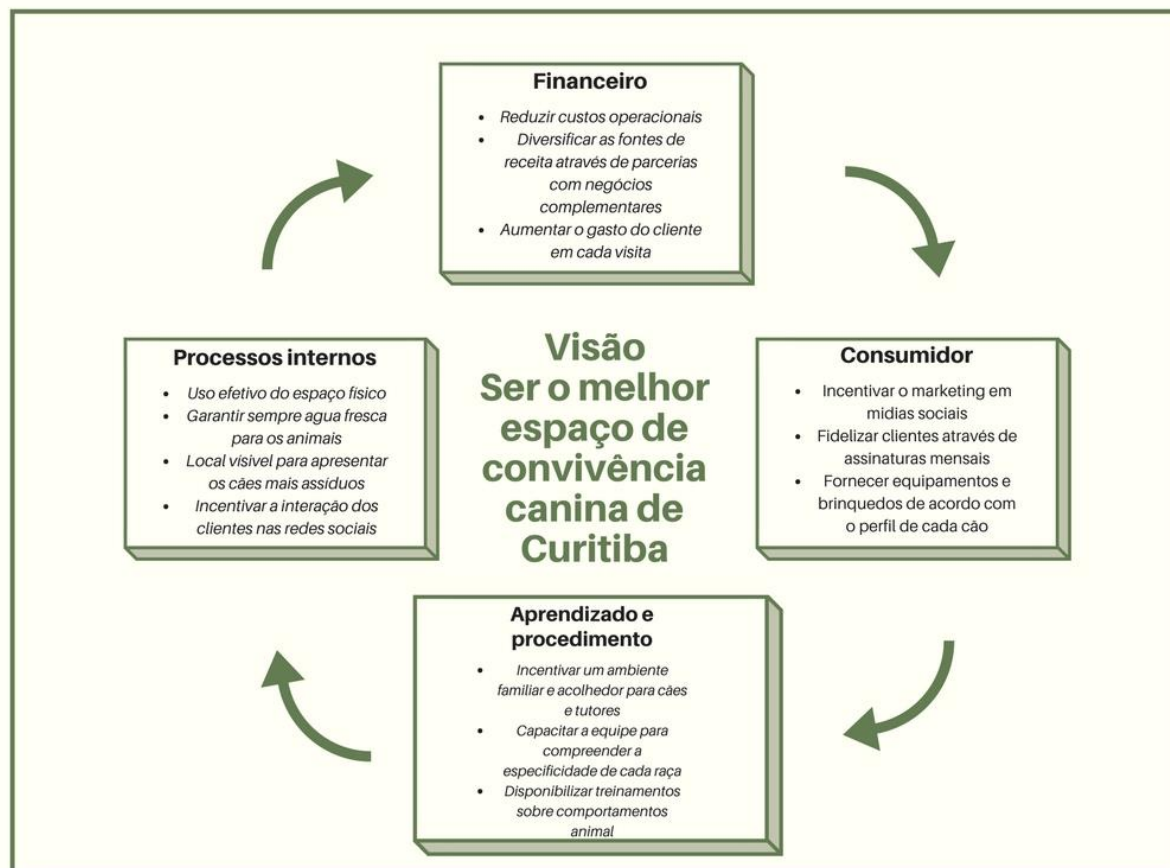 Financeiro
• Reduzir custos operacionais
• Diversificar as fontes de
receita através de parcerias
com negócios
complementares
• Aumentar o gasto do cliente
em cada visita
Processos internos
• Uso efetivo do espaço físico
• Garantir sempre agua fresca
para os animais
• Local vísivel para apresentar
os cães mais assíduos
• Incentivar a interação dos
clientes nas redes sociais
Visão
Ser o melhor
espaço de
convivência
canina de
Curitiba
Consumidor
• Incentivar o marketing em
midias sociais
• Fidelizar clientes através de
assinaturas mensais
• Fornecer equipamentos e
brinquedos de acordo com
o perfil de cada cão
Aprendizado e
procedimento
• Incentivar um ambiente
familiar e acolhedor para cães
e tutores
• Capacitar a equipe para
compreender a
especificidade de cada raça
• Disponibilizar treinamentos
sobre comportamentos
animal